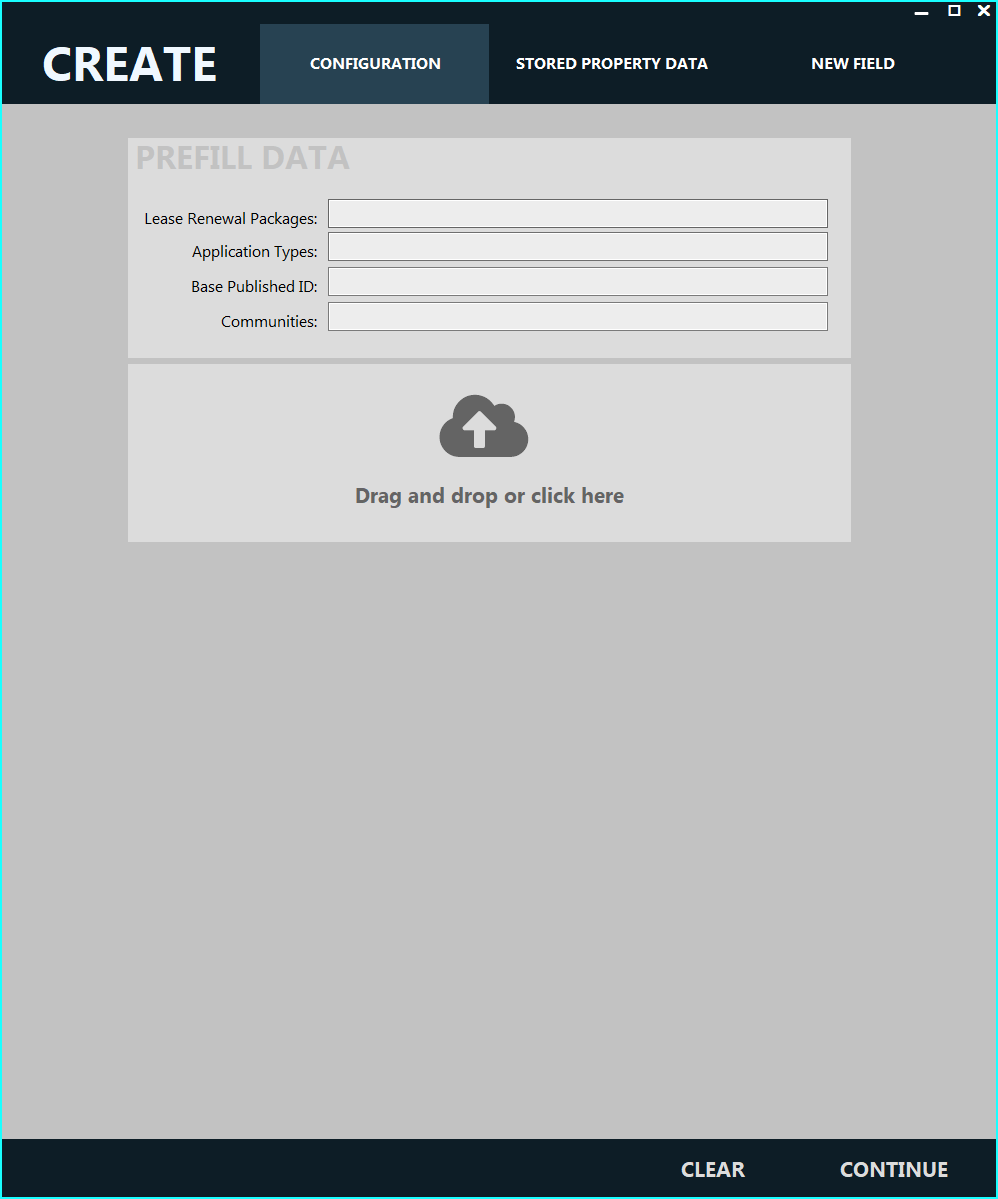 CREATE
CONFIGURATION
STORED PROPERTY DATA
NEW FIELD
PREFILL DATA
Lease Renewal Packages:
Application Types:
Base Published ID:
Communities:
Drag and drop or click here
CLEAR
CONTINUE